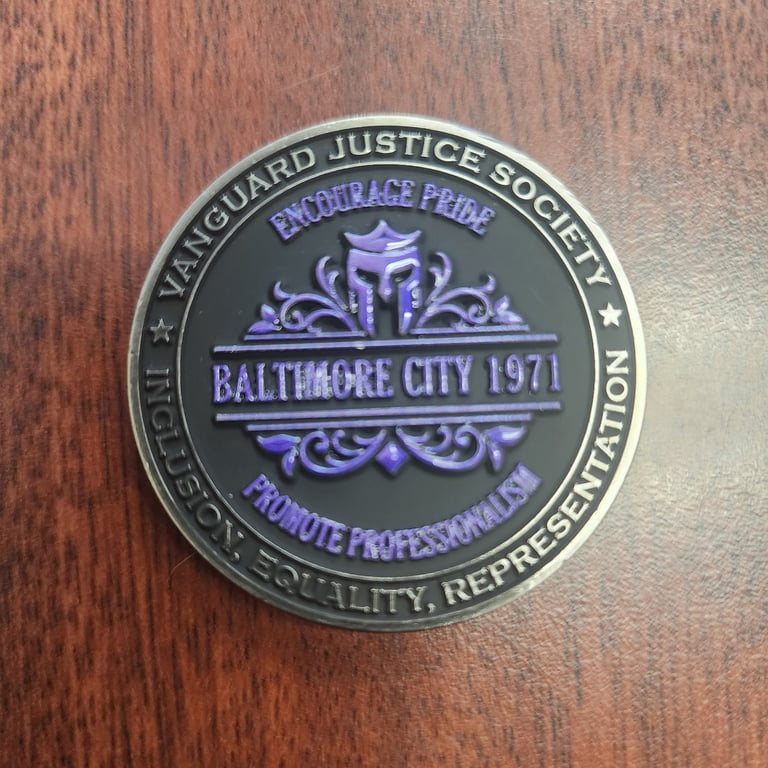 VANGUARD JUSTICE SOCIETY
ENCOURAGE PRIDE
BALTIMORE CITY 1971
PROMOTE PROFESSIONALISM
INCLUSION, EQUALITY, REPRESENTATION